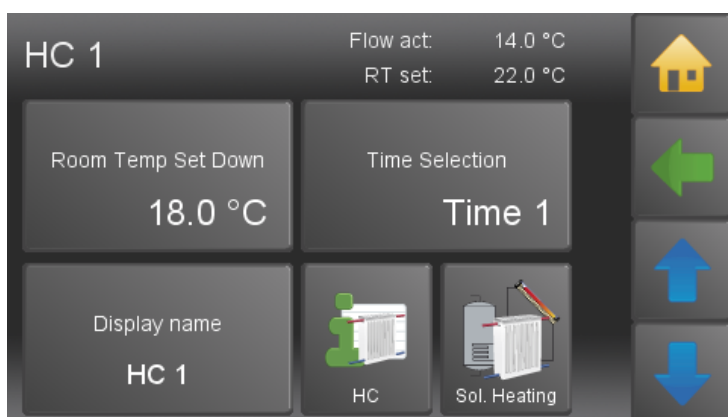 HC 1
Flow act: 14.0 °C
RT set: 22.0 °C
Room Temp Set Down
18.0 °C
Time Selection
Time 1
Display name
HC 1
HC
Sol. Heating